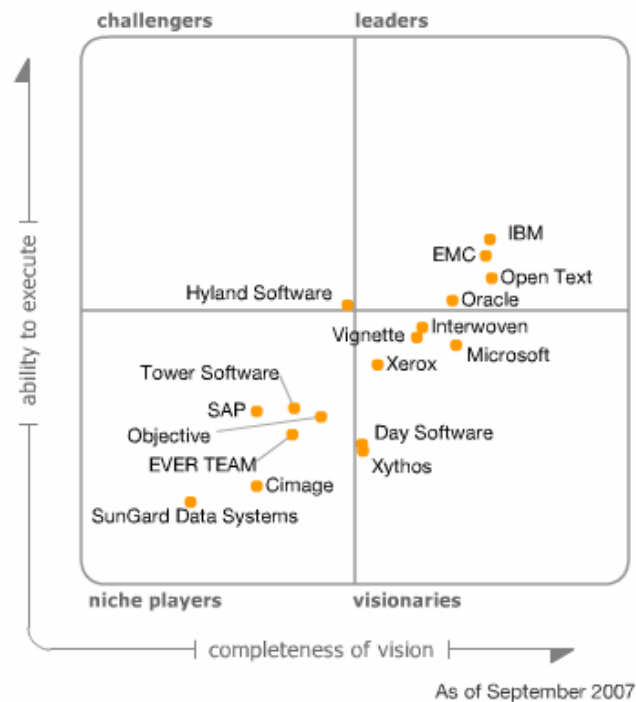 challengers
leaders
ability to execute
IBM
EMC
Open Text
Hyland Software
Oracle
Interwoven
Vignette
Microsoft
Xerox
Tower Software
SAP
Objective
Day Software
EVER TEAM
Xythos
Cimage
SunGard Data Systems
niche players
visionaries
completeness of vision
As of September 2007